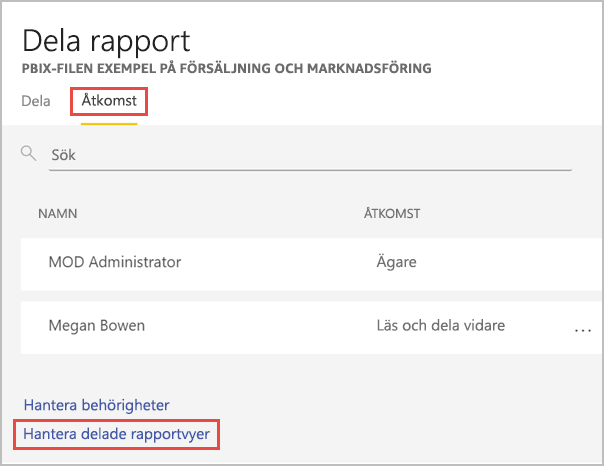 Dela rapport
PBIX-FILEN EXEMPEL PÅ FÖRSÄLJNING OCH MARKNADSFÖRING
Dela Åtkomst
Sök
NAMN ÅTKOMST
MOD Administrator Ägare
Megan Bowen Läs och dela vidare ...
Hantera behörigheter
Hantera delade rapportvyer